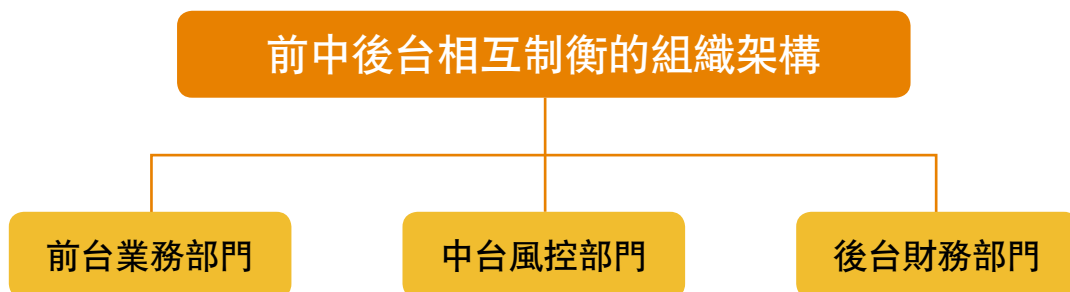 前中後台相互制衡的組織架構
前台業務部門
中台風控部門
後台財務部門